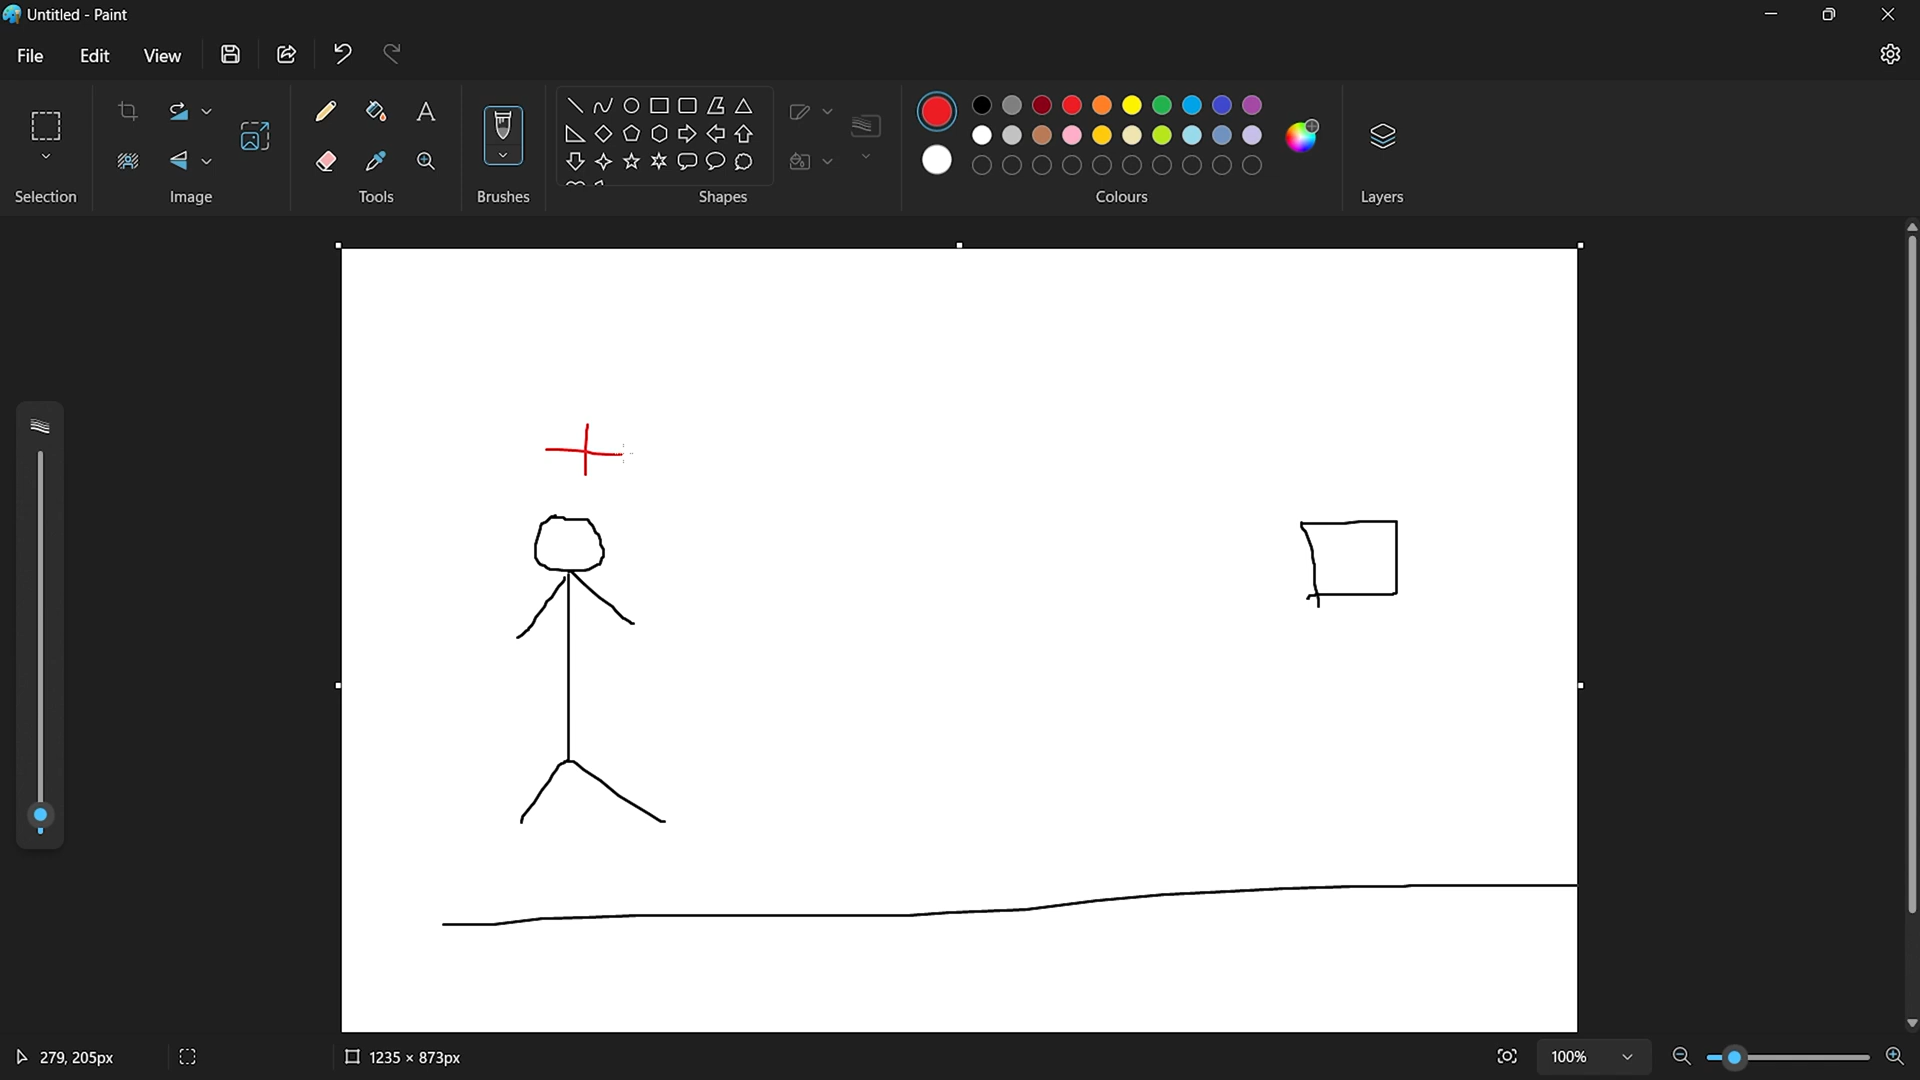 Untitled - Paint
File Edit View
Selection Image Tools Brushes Shapes Colours Layers
279, 205px 1235 × 873px 100%